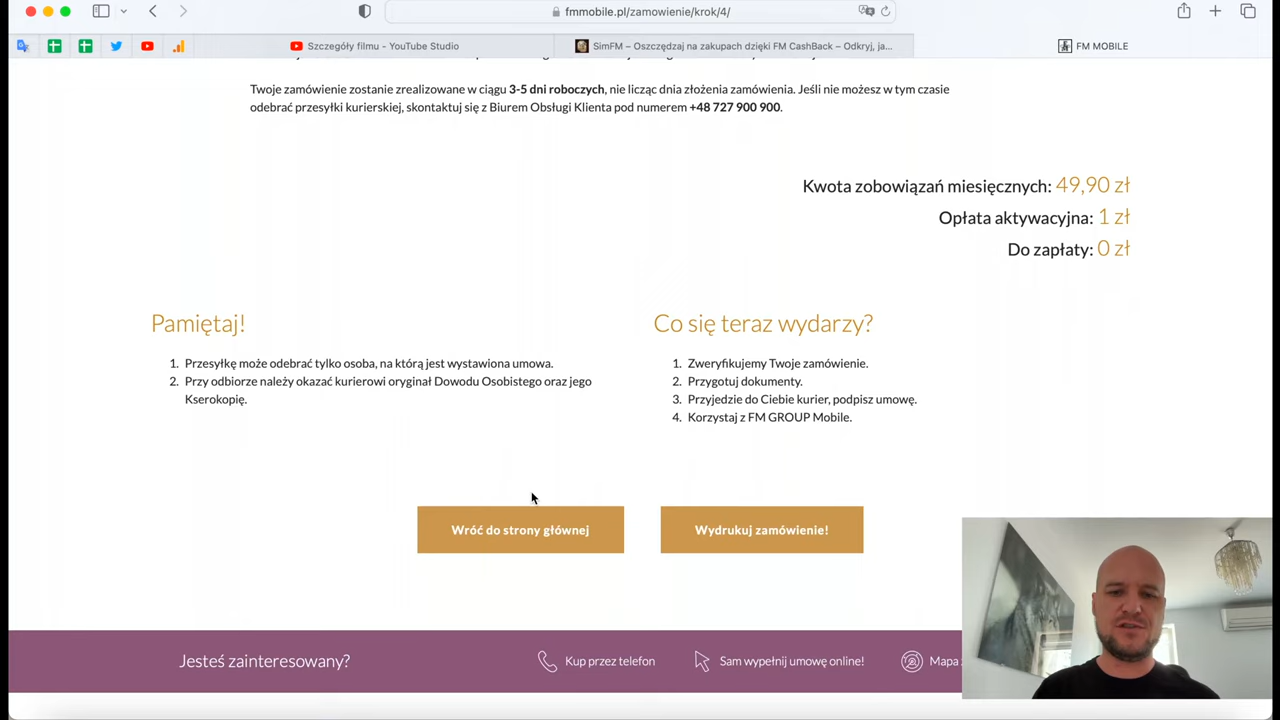 fmmobile.pl/zamowienie/krok/4/
Szczegóły filmu - YouTube Studio
SimFM – Oszczędzaj na zakupach dzięki FM CashBack – Odkryj, ja...
FM MOBILE
Twoje zamówienie zostanie zrealizowane w ciągu 3-5 dni roboczych, nie licząc dnia złożenia zamówienia. Jeśli nie możesz w tym czasie
odebrać przesyłki kurierskiej, skontaktuj się z Biurem Obsługi Klienta pod numerem +48 727 900 900.
Kwota zobowiązań miesięcznych: 49,90 zł
Opłata aktywacyjna: 1 zł
Do zapłaty: 0 zł
Pamiętaj!
1. Przesyłkę może odebrać tylko osoba, na którą jest wystawiona umowa.
2. Przy odbiorze należy okazać kurierowi oryginał Dowodu Osobistego oraz jego
Kserokopię.
Co się teraz wydarzy?
1. Zweryfikujemy Twoje zamówienie.
2. Przygotuj dokumenty.
3. Przyjedzie do Ciebie kurier, podpisz umowę.
4. Korzystaj z FM GROUP Mobile.
Wróć do strony głównej
Wydrukuj zamówienie!
Jesteś zainteresowany?
Kup przez telefon
Sam wypełnij umowę online!
Mapa